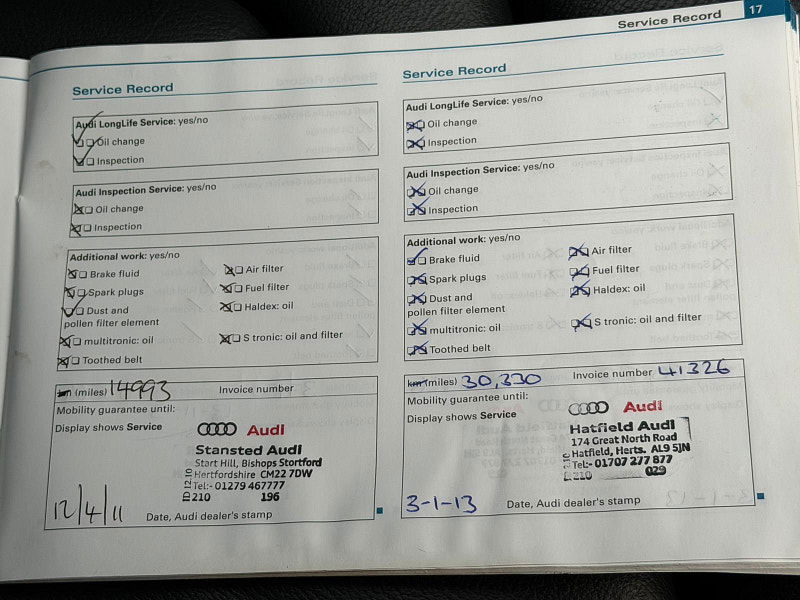 Service Record 17
Service Record
Audi LongLife Service: yes/no
Oil change
Inspection
Audi Inspection Service: yes/no
Oil change
Inspection
Additional work: yes/no
Brake fluid
Air filter
Spark plugs
Fuel filter
Dust and
pollen filter element
Haldex: oil
multitronic: oil
S tronic: oil and filter
Toothed belt
km (miles) 14993 Invoice number
Mobility guarantee until:
Display shows Service
Audi
Stansted Audi
Start Hill, Bishops Stortford
Hertfordshire CM22 7DW
Tel:- 01279 467777
210 196
12/4/11 Date, Audi dealer's stamp
Service Record
Audi LongLife Service: yes/no
Oil change
Inspection
Audi Inspection Service: yes/no
Oil change
Inspection
Additional work: yes/no
Brake fluid
Air filter
Spark plugs
Fuel filter
Dust and
pollen filter element
Haldex: oil
multitronic: oil
S tronic: oil and filter
Toothed belt
km (miles) 30,330 Invoice number 41326
Mobility guarantee until:
Display shows Service
Audi
Hatfield Audi
174 Great North Road
Hatfield, Herts. AL9 5JN
Tel:- 01707 277 877
210 029
3-1-13 Date, Audi dealer's stamp